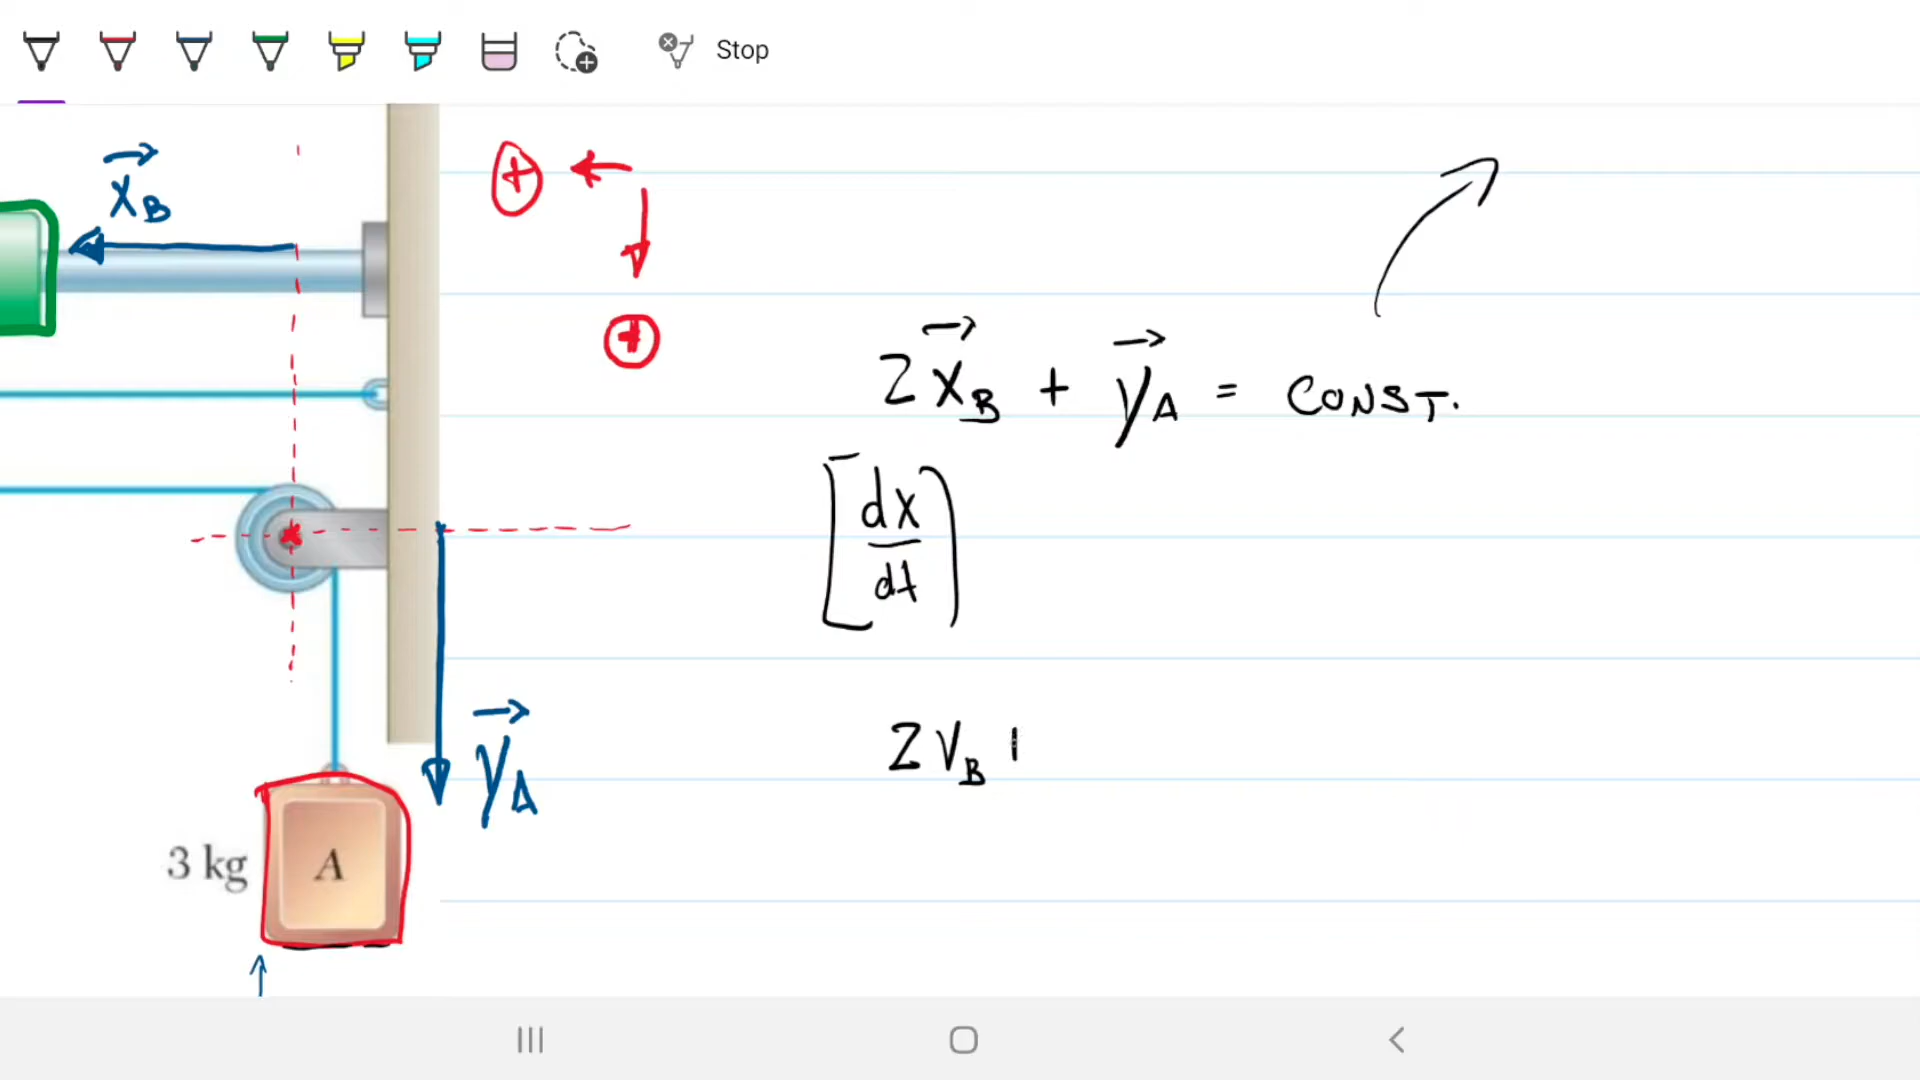 Stop
x_B
+
+
2x_B + y_A = CONST.
[dx/dt]
2V_B
y_A
3 kg
A